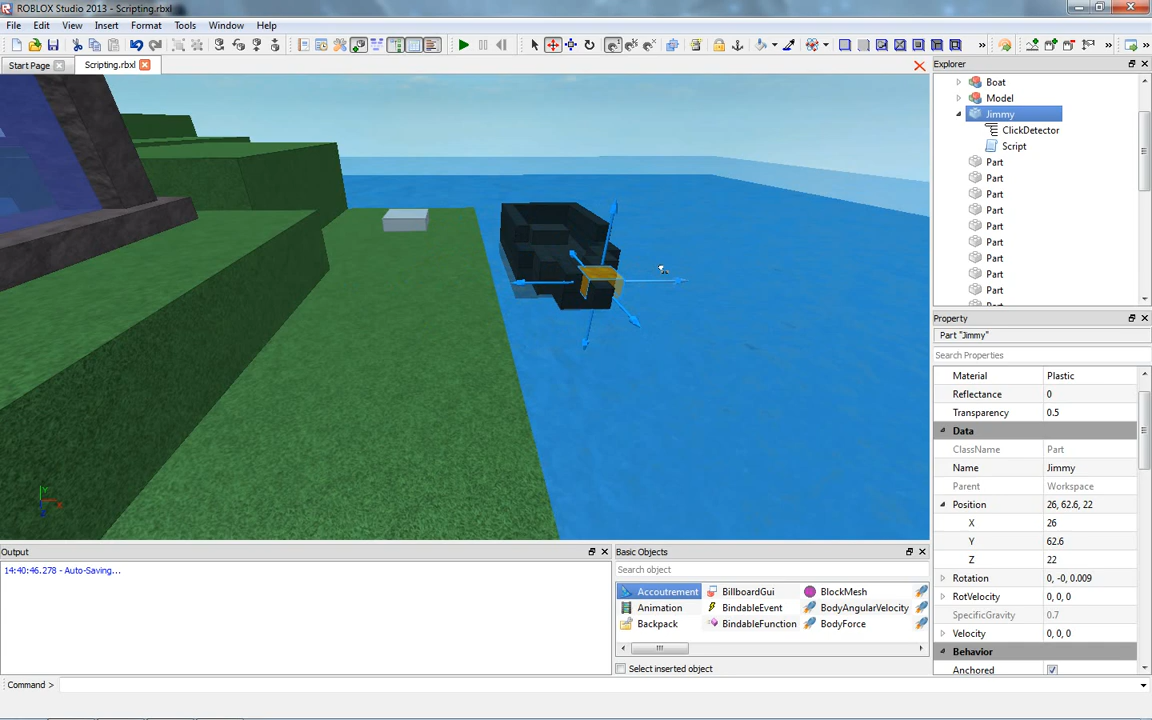 ROBLOX Studio 2013 - Scripting.rbxl
File Edit View Insert Format Tools Window Help
Start Page Scripting.rbxl
Explorer
Boat
Model
Jimmy
ClickDetector
Script
Part
Part
Part
Part
Part
Part
Part
Part
Part
Property
Part "Jimmy"
Search Properties
Material Plastic
Reflectance 0
Transparency 0.5
Data
ClassName Part
Name Jimmy
Parent Workspace
Position 26, 62.6, 22
X 26
Y 62.6
Z 22
Rotation 0, -0, 0.009
RotVelocity 0, 0, 0
SpecificGravity 0.7
Velocity 0, 0, 0
Behavior
Anchored
Y
X
Output
14:40:46.278 - Auto-Saving...
Basic Objects
Search object
Accoutrement BillboardGui BlockMesh
Animation BindableEvent BodyAngularVelocity
Backpack BindableFunction BodyForce
Select inserted object
Command >